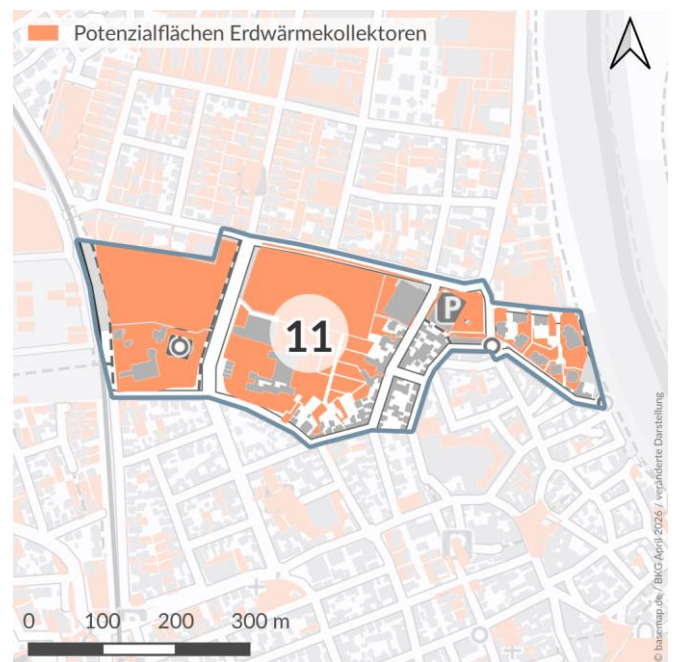 Potenzialflächen Erdwärmekollektoren
P
11
© basemap.de / BKG April 2026 / veränderte Darstellung
0 100 200 300 m